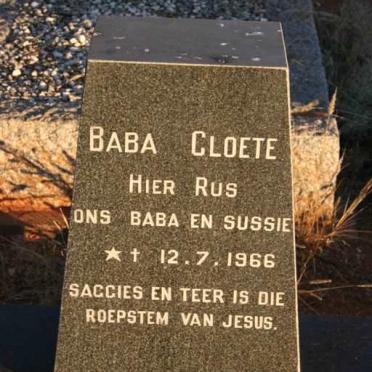 BABA CLOETE
HIER RUS
ONS BABA EN SUSSIE
★ † 12.7.1966
SAGGIES EN TEER IS DIE
ROEPSTEM VAN JESUS.